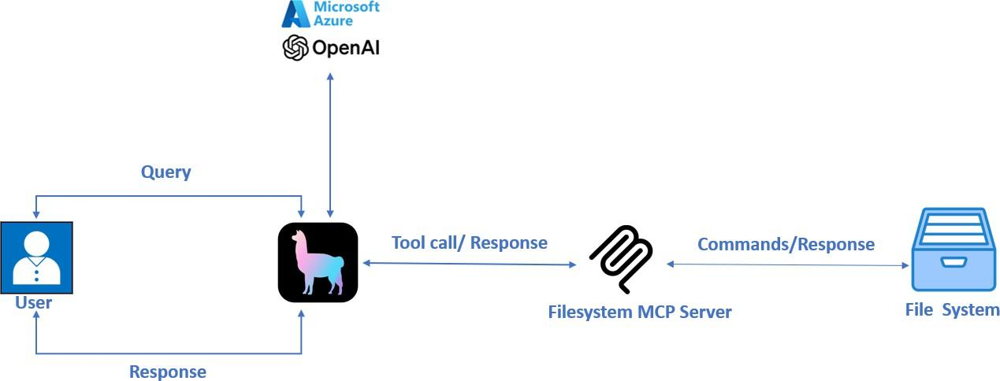 Microsoft
Azure
OpenAI
Query
User
Tool call/ Response
Commands/Response
Filesystem MCP Server
File  System
Response